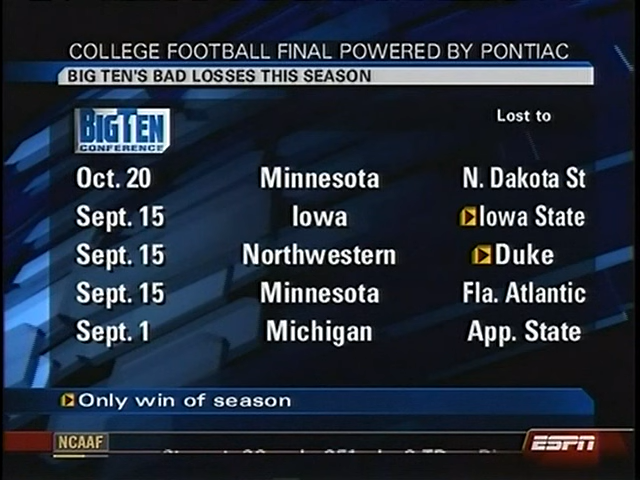 COLLEGE FOOTBALL FINAL POWERED BY PONTIAC
BIG TEN'S BAD LOSSES THIS SEASON
BIG TEN
CONFERENCE
Lost to
Oct. 20 Minnesota N. Dakota St
Sept. 15 Iowa Iowa State
Sept. 15 Northwestern Duke
Sept. 15 Minnesota Fla. Atlantic
Sept. 1 Michigan App. State
Only win of season
NCAAF
ESPN